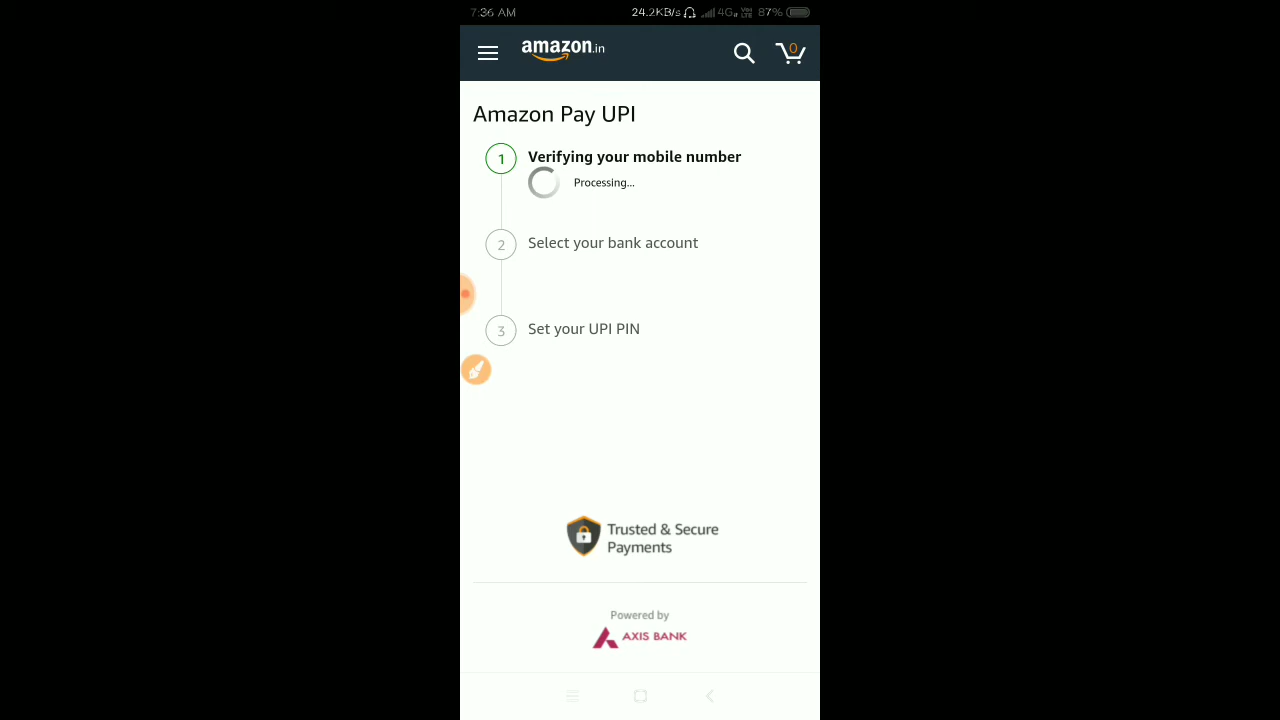 7:36 AM 24.2KB/s 4G VoLTE 87%
amazon.in 0
Amazon Pay UPI
1 Verifying your mobile number
Processing...
2 Select your bank account
3 Set your UPI PIN
Trusted & Secure
Payments
Powered by
AXIS BANK